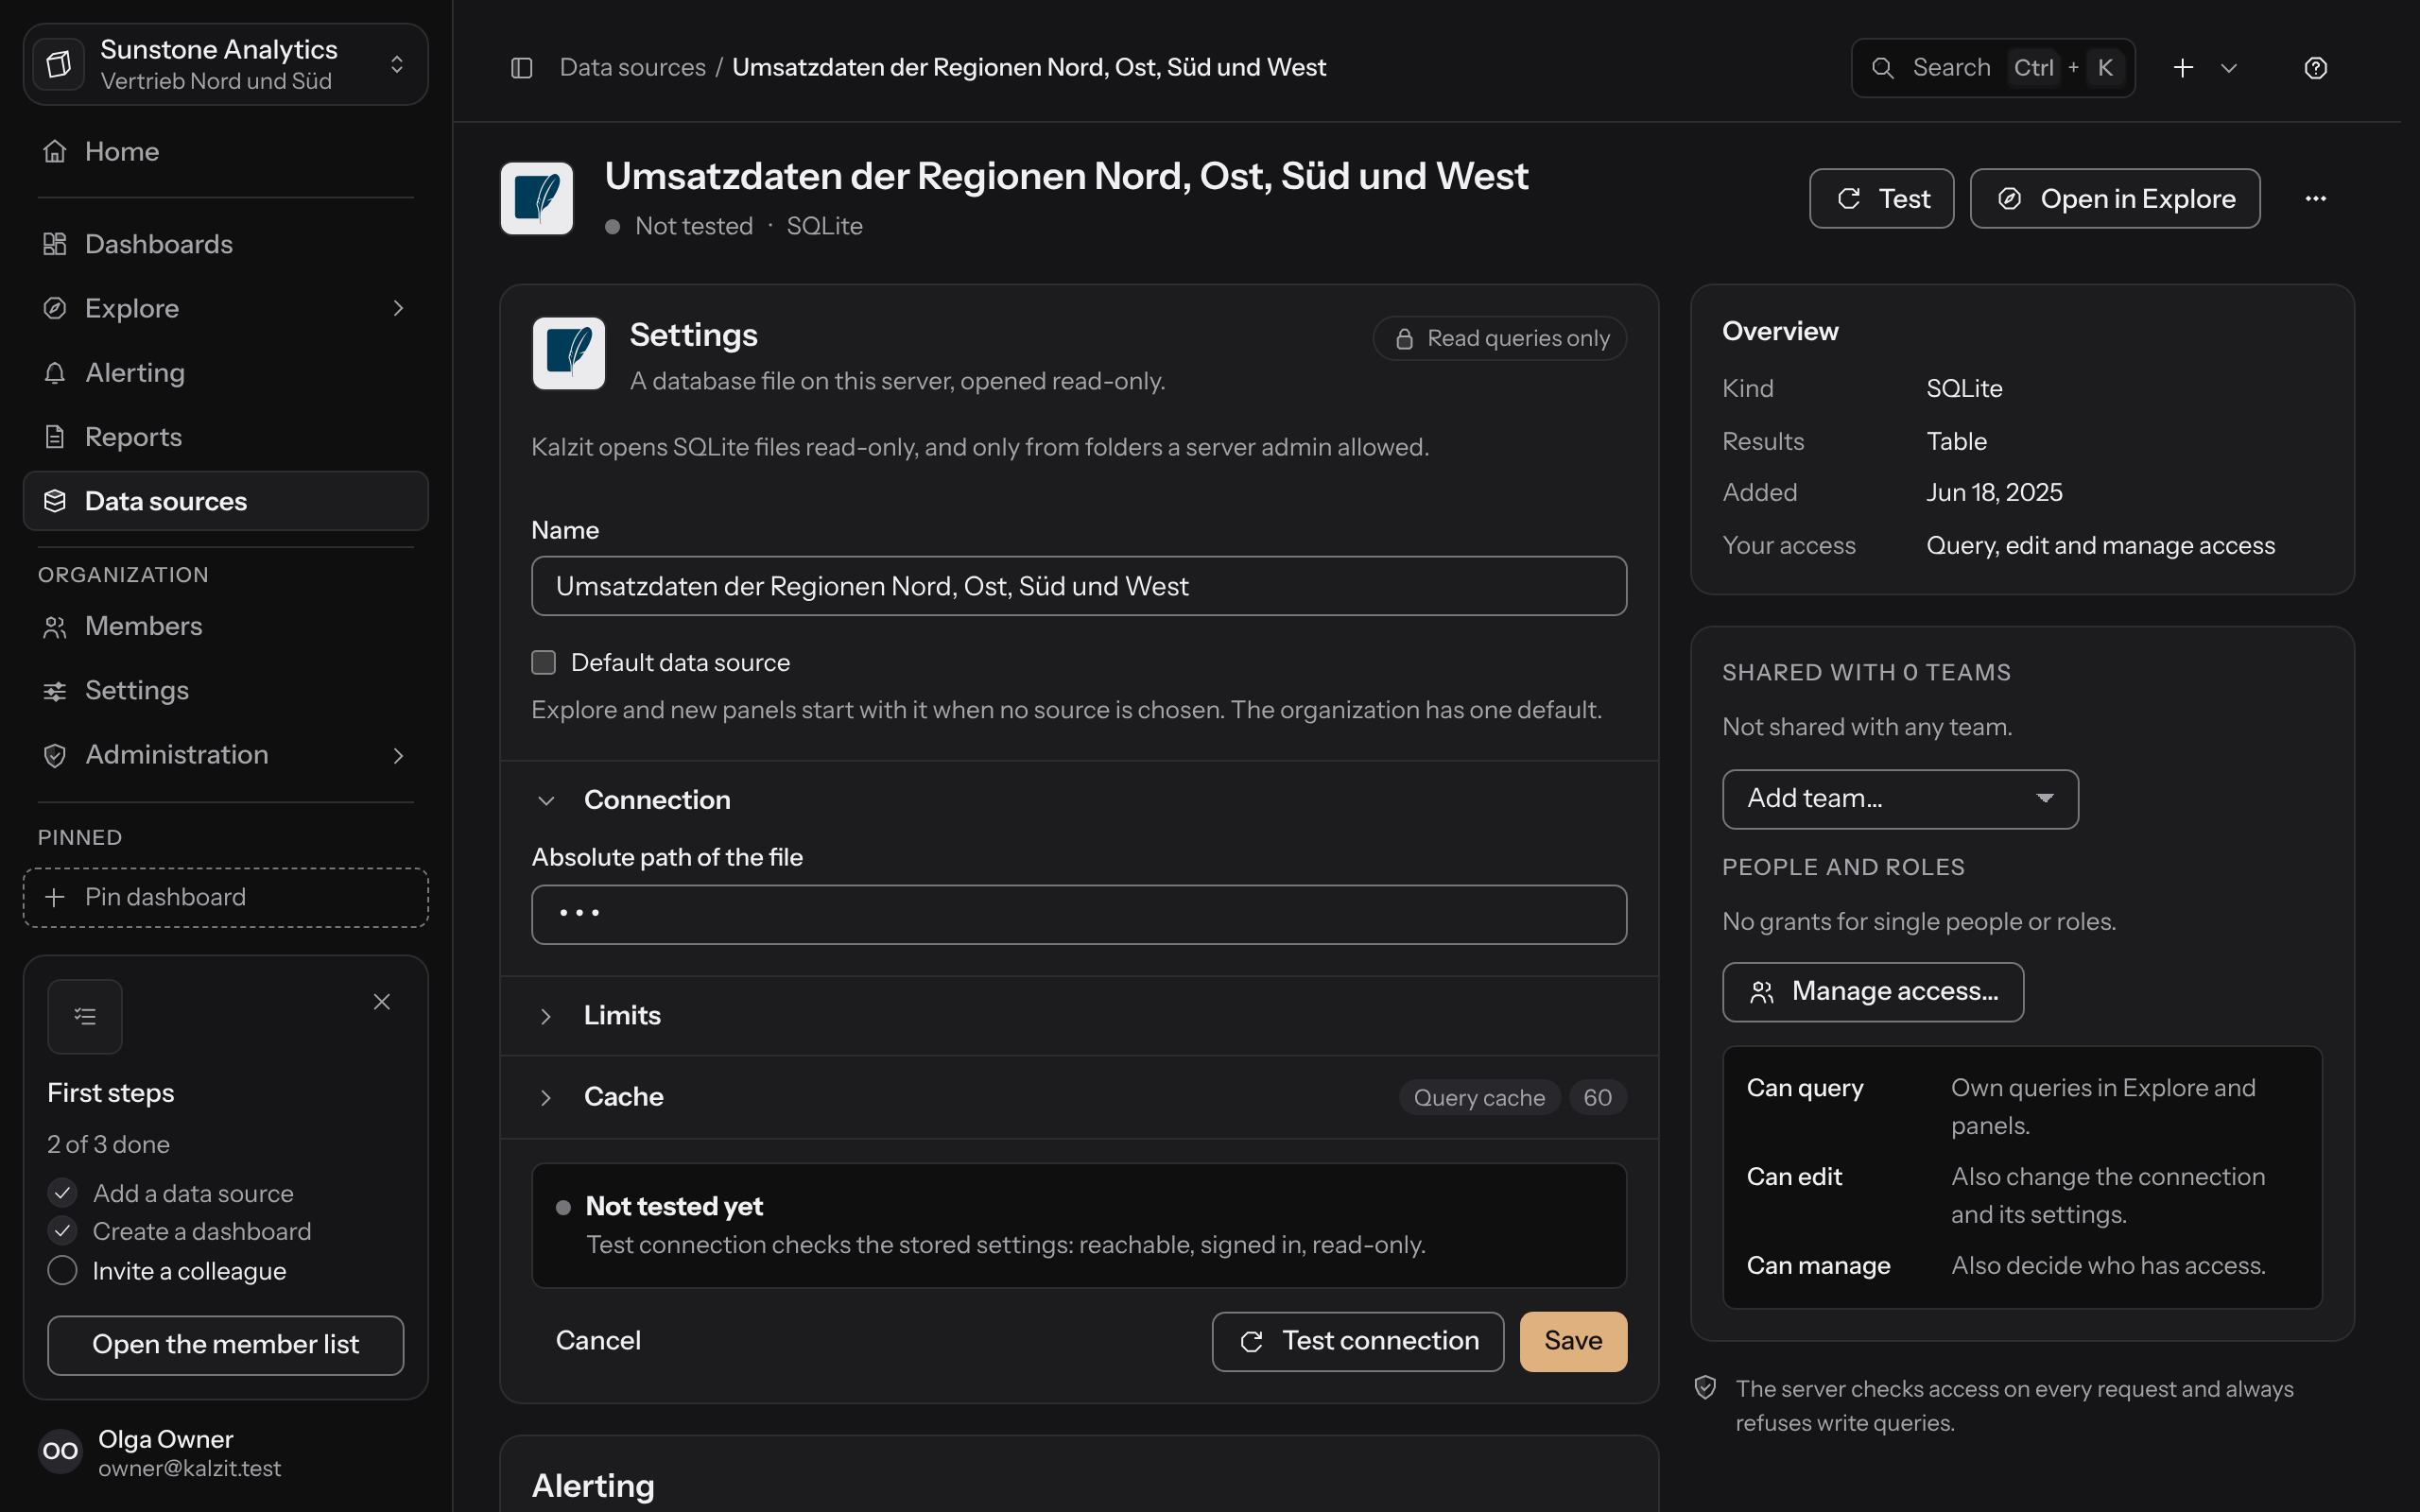 Sunstone Analytics
Vertrieb Nord und Süd
Home
Dashboards
Explore
Alerting
Reports
Data sources
ORGANIZATION
Members
Settings
Administration
PINNED
Pin dashboard
First steps
2 of 3 done
Add a data source
Create a dashboard
Invite a colleague
Open the member list
OO
Olga Owner
owner@kalzit.test
Data sources / Umsatzdaten der Regionen Nord, Ost, Süd und West
Search Ctrl + K
Umsatzdaten der Regionen Nord, Ost, Süd und West
Not tested · SQLite
Test
Open in Explore
Settings
Read queries only
A database file on this server, opened read-only.
Kalzit opens SQLite files read-only, and only from folders a server admin allowed.
Name
Umsatzdaten der Regionen Nord, Ost, Süd und West
Default data source
Explore and new panels start with it when no source is chosen. The organization has one default.
Connection
Absolute path of the file
•••
Limits
Cache
Query cache 60
Not tested yet
Test connection checks the stored settings: reachable, signed in, read-only.
Cancel
Test connection
Save
Alerting
Overview
Kind SQLite
Results Table
Added Jun 18, 2025
Your access Query, edit and manage access
SHARED WITH 0 TEAMS
Not shared with any team.
Add team...
PEOPLE AND ROLES
No grants for single people or roles.
Manage access...
Can query Own queries in Explore and
panels.
Can edit Also change the connection
and its settings.
Can manage Also decide who has access.
The server checks access on every request and always
refuses write queries.